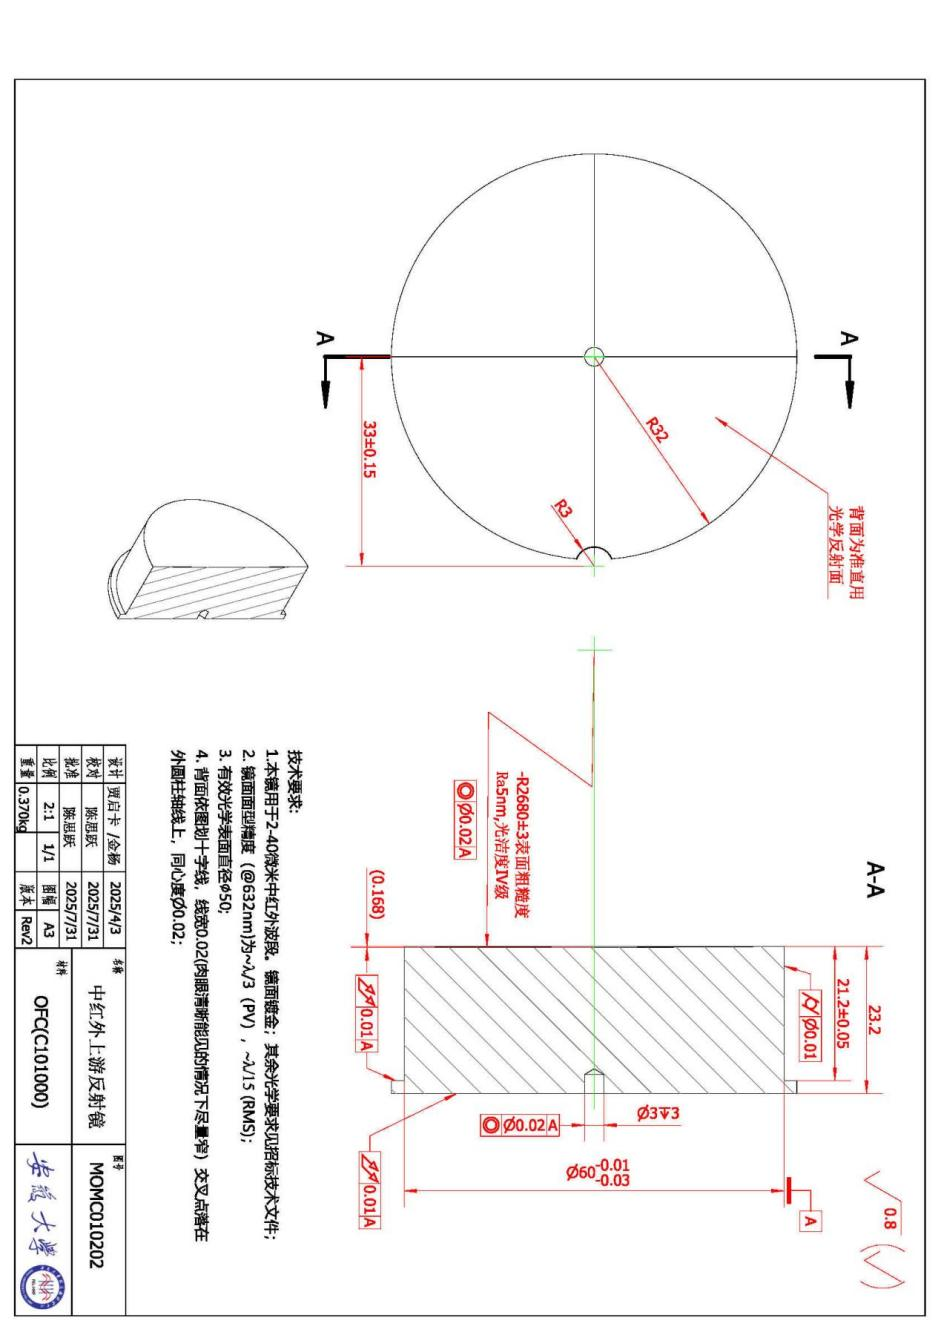 A
A
33±0.15
R32
R3
背面为准直用
光学反射面
A-A
-R2680±3表面粗糙度
Ra5nm,光洁度IV级
◎ Ø0.02 A
(0.168)
23.2
21.2±0.05
⌭ Ø0.01
⌰ 0.01 A
Ø3↧3
◎ Ø0.02 A
⌰ 0.01 A
Ø60 -0.01
-0.03
A
0.8
(√)
技术要求:
1.本镜用于2-40微米中红外波段。镜面镀金；其余光学要求见招标技术文件;
2. 镜面面型精度（@632nm)为~λ/3（PV），~λ/15 (RMS);
3. 有效光学表面直径φ50;
4. 背面依图划十字线，线宽0.02(肉眼清晰能见的情况下尽量窄）交叉点落在
外圆柱轴线上，同心度∅0.02；
设计 贾启卡 /金杨 2025/4/3
校对 陈思跃 2025/7/31
批准 陈思跃 2025/7/31
比例 2:1 1/1 图幅 A3
重量 0.370kg 版本 Rev2
名称
中红外上游反射镜
材料
OFC(C101000)
图号
MOMC010202
安徽大学